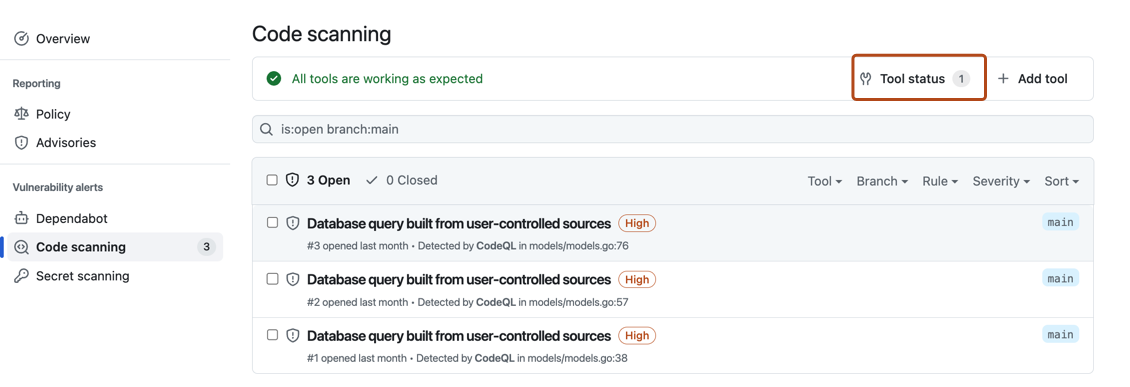 Overview
Reporting
Policy
Advisories
Vulnerability alerts
Dependabot
Code scanning 3
Secret scanning
Code scanning
All tools are working as expected
Tool status 1
Add tool
is:open branch:main
3 Open 0 Closed Tool Branch Rule Severity Sort
Database query built from user-controlled sources High main
#3 opened last month • Detected by CodeQL in models/models.go:76
Database query built from user-controlled sources High main
#2 opened last month • Detected by CodeQL in models/models.go:57
Database query built from user-controlled sources High main
#1 opened last month • Detected by CodeQL in models/models.go:38